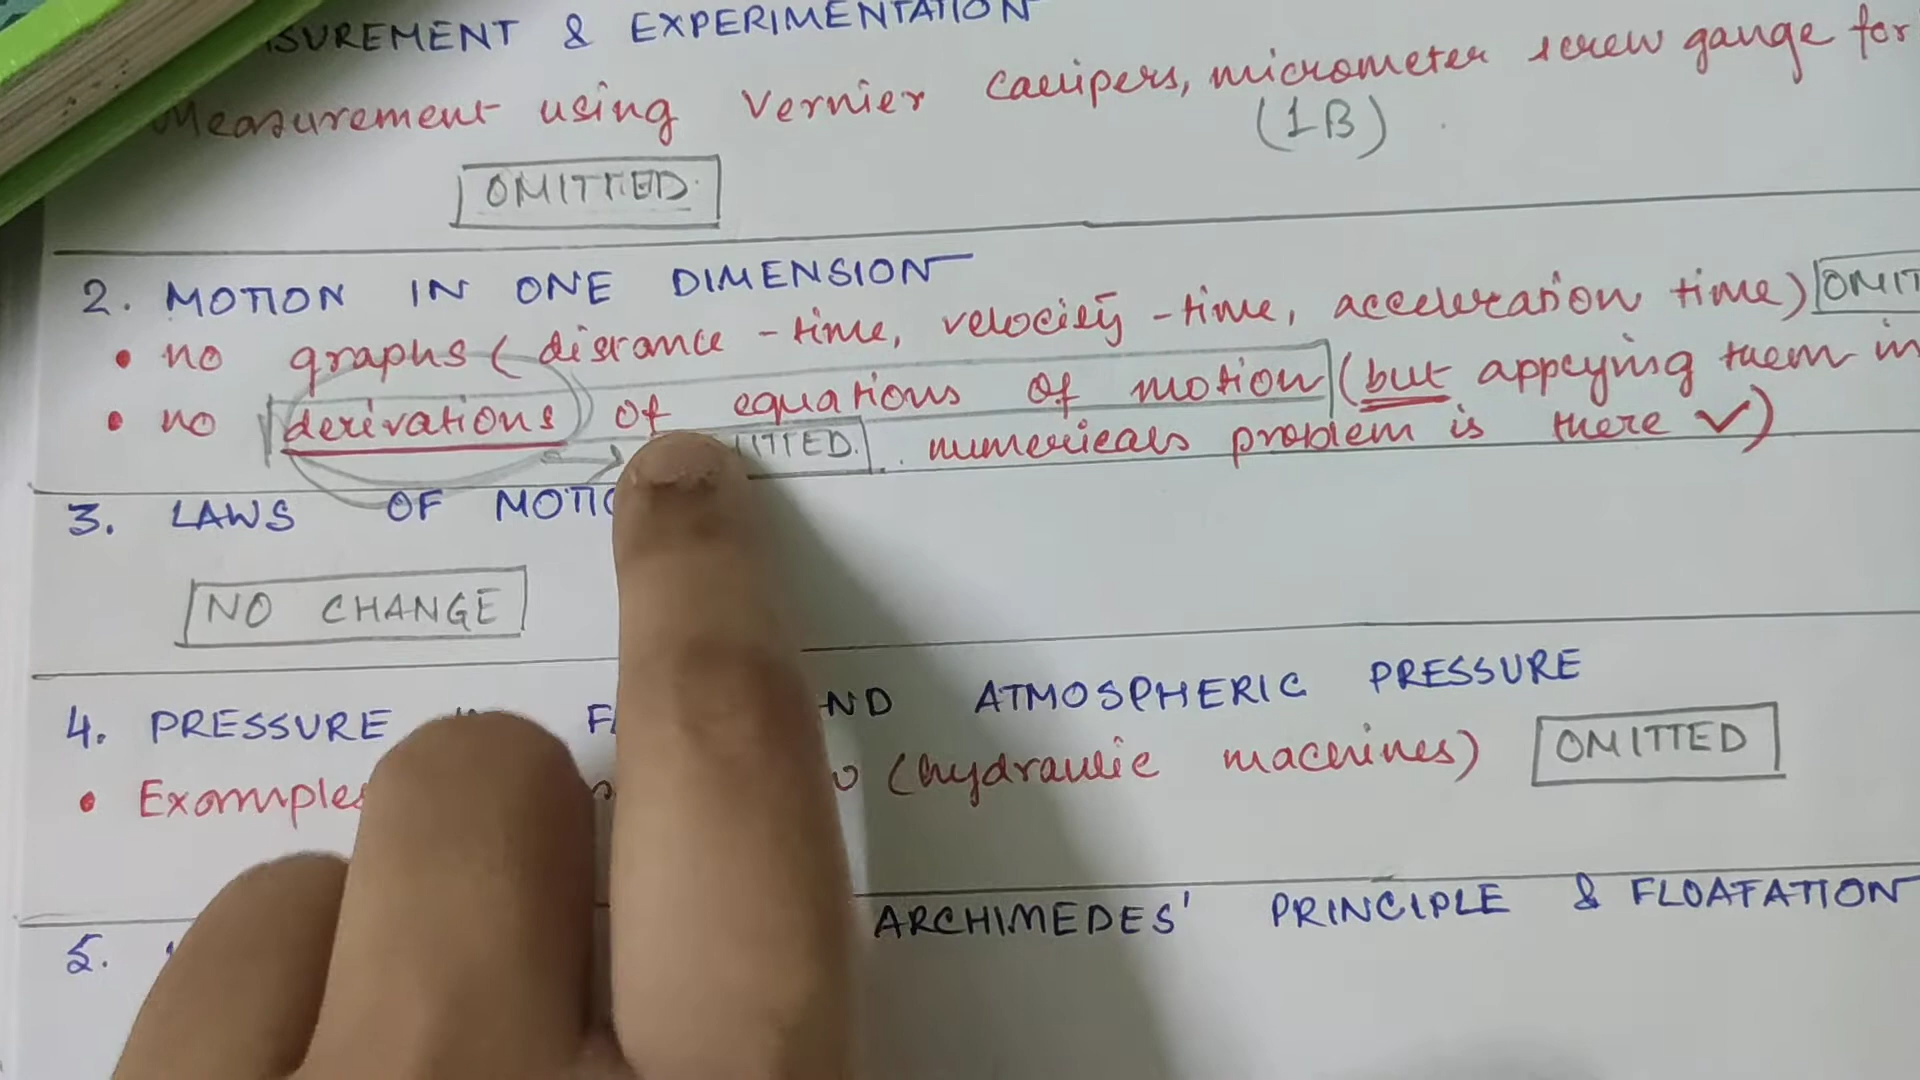 SUREMENT & EXPERIMENTATION
Measurement using Vernier Callipers, micrometer screw gauge for
(1B)
OMITTED
2. MOTION IN ONE DIMENSION
• no graphs (distance - time, velocity - time, acceleration time) OMIT
• no derivations of equations of motion (but applying them in
ITTED. numericals problem is there ✓)
3. LAWS OF MOTIO
NO CHANGE
4. PRESSURE F ND ATMOSPHERIC PRESSURE
• Examples (hydraulic machines) OMITTED
5. ARCHIMEDES' PRINCIPLE & FLOATATION